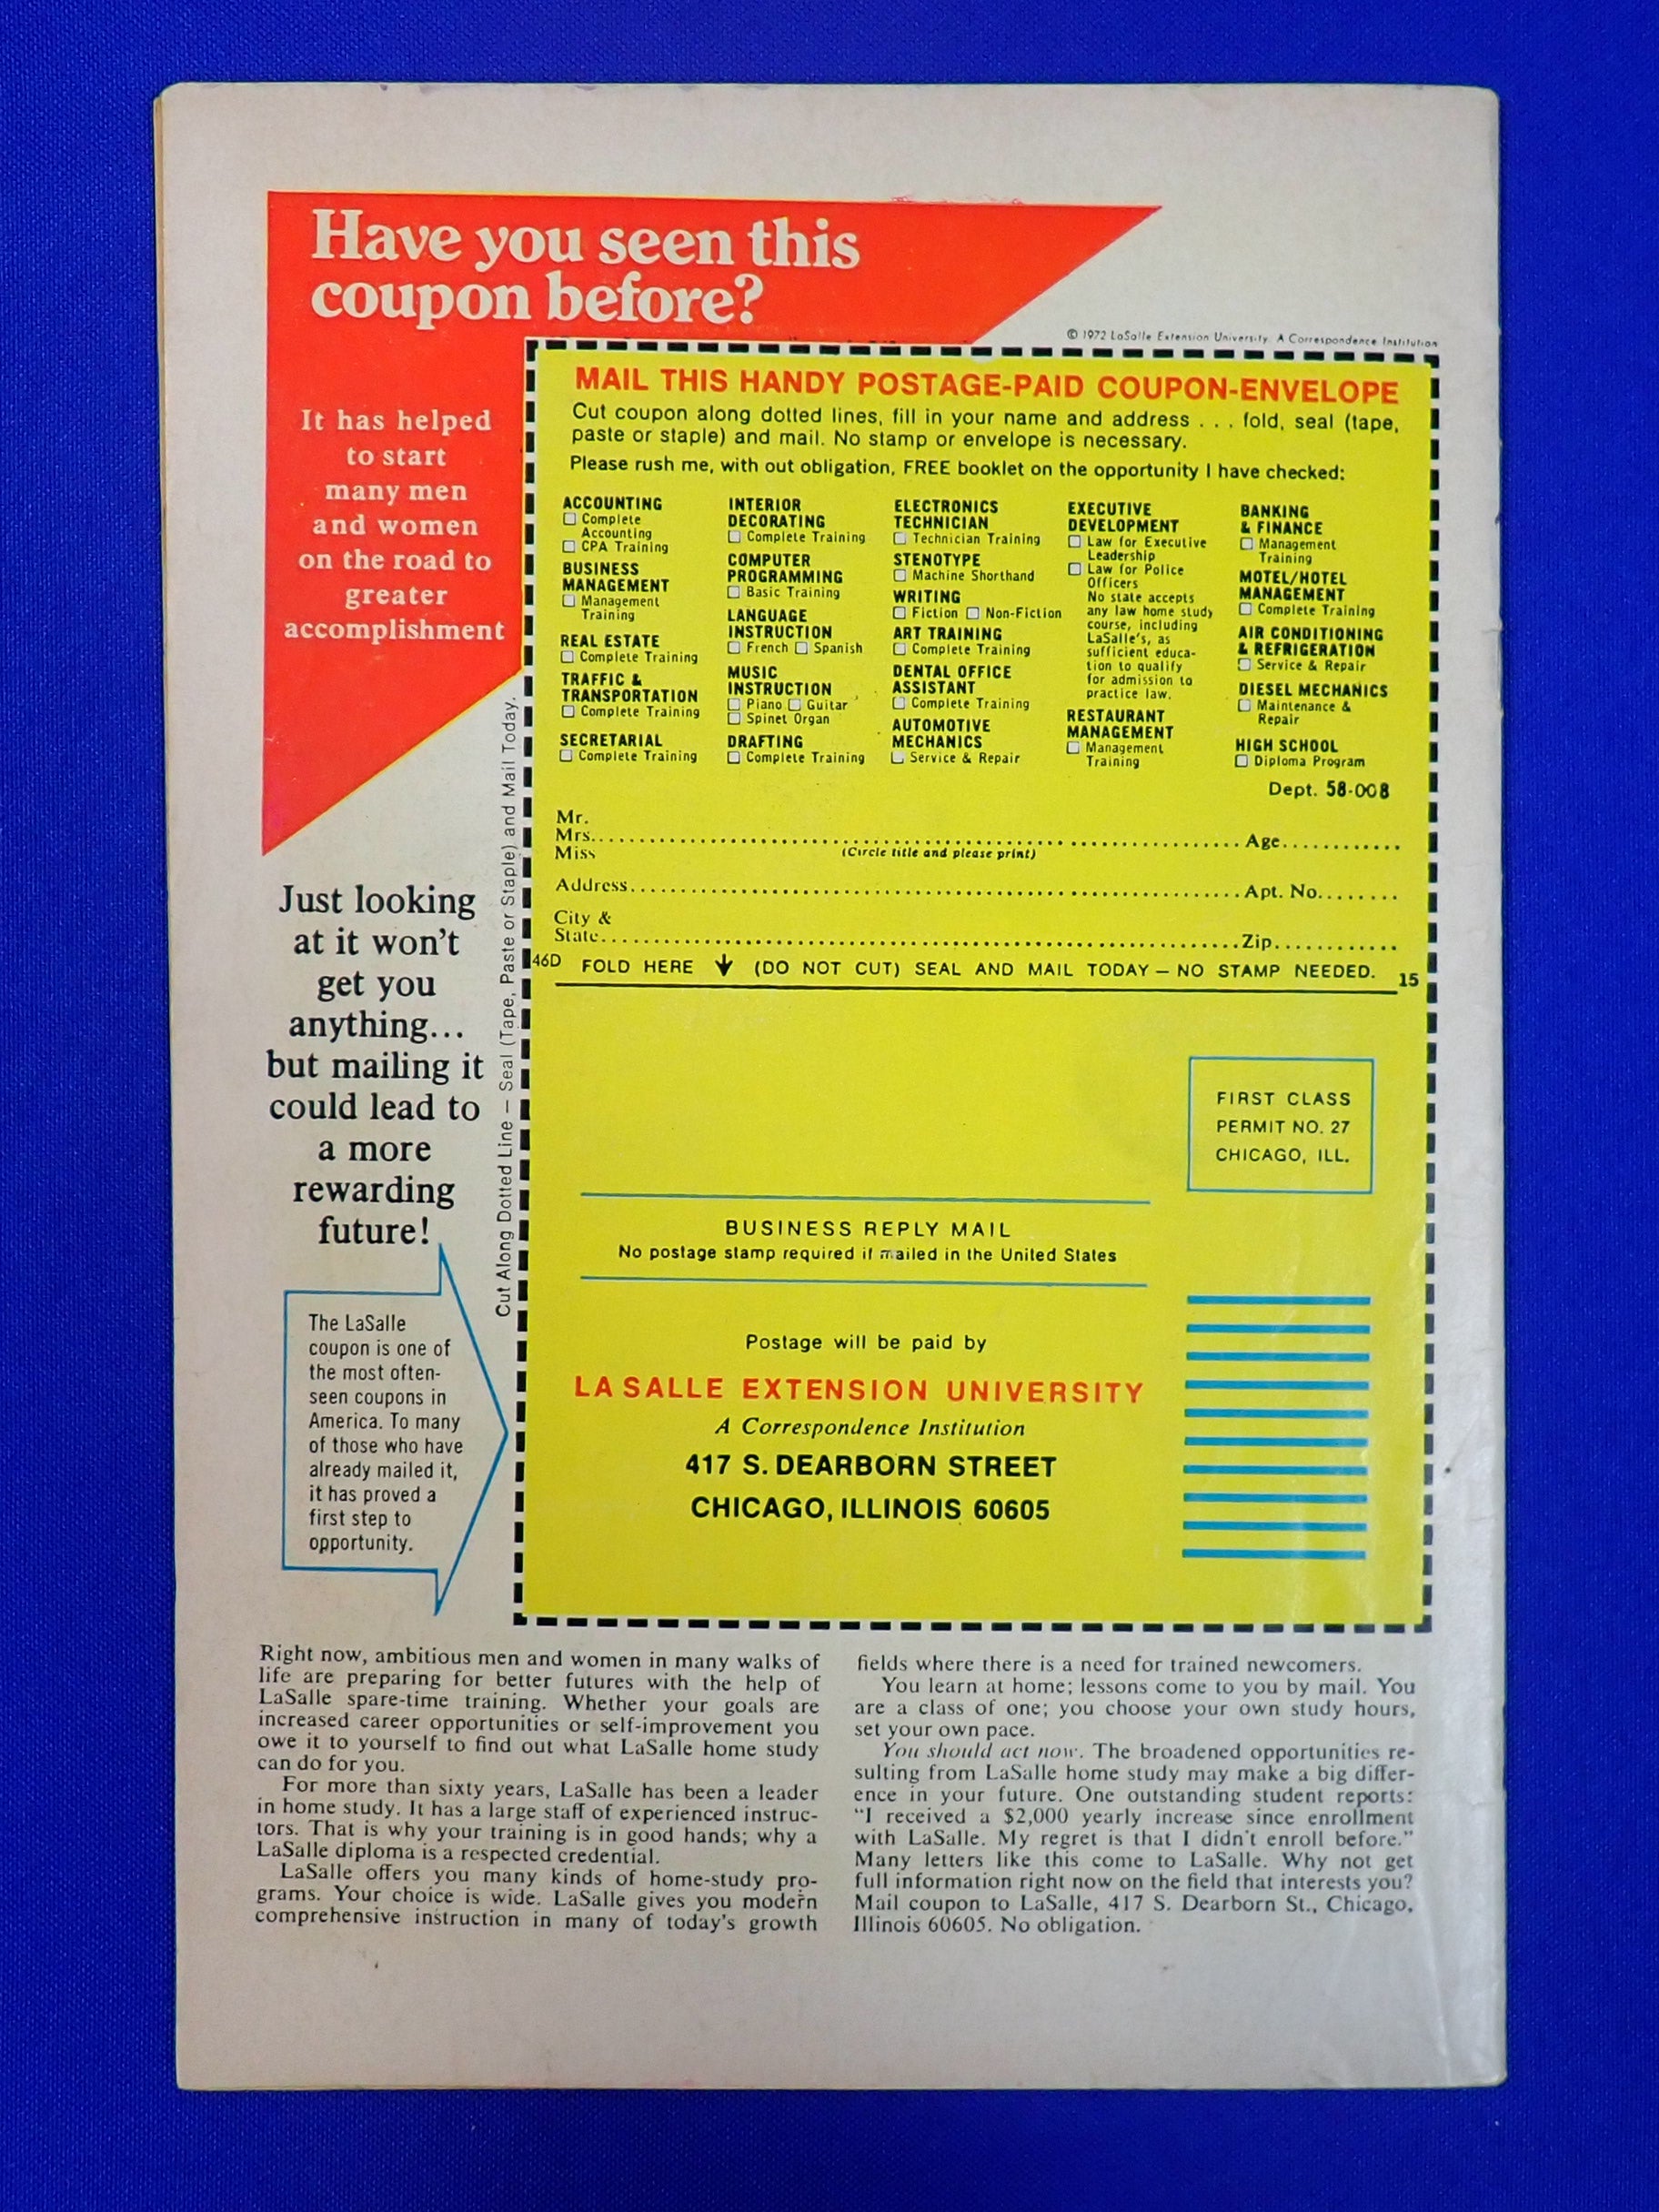 Have you seen this
coupon before?
It has helped
to start
many men
and women
on the road to
greater
accomplishment
© 1972 LaSalle Extension University. A Correspondence Institution
MAIL THIS HANDY POSTAGE-PAID COUPON-ENVELOPE
Cut coupon along dotted lines, fill in your name and address . . . fold, seal (tape,
paste or staple) and mail. No stamp or envelope is necessary.
Please rush me, with out obligation, FREE booklet on the opportunity I have checked:
ACCOUNTING
Complete
Accounting
CPA Training
BUSINESS
MANAGEMENT
Management
Training
REAL ESTATE
Complete Training
TRAFFIC &
TRANSPORTATION
Complete Training
SECRETARIAL
Complete Training
INTERIOR
DECORATING
Complete Training
COMPUTER
PROGRAMMING
Basic Training
LANGUAGE
INSTRUCTION
French Spanish
MUSIC
INSTRUCTION
Piano Guitar
Spinet Organ
DRAFTING
Complete Training
ELECTRONICS
TECHNICIAN
Technician Training
STENOTYPE
Machine Shorthand
WRITING
Fiction Non-Fiction
ART TRAINING
Complete Training
DENTAL OFFICE
ASSISTANT
Complete Training
AUTOMOTIVE
MECHANICS
Service & Repair
EXECUTIVE
DEVELOPMENT
Law for Executive
Leadership
Law for Police
Officers
No state accepts
any law home study
course, including
LaSalle's, as
sufficient educa-
tion to qualify
for admission to
practice law.
RESTAURANT
MANAGEMENT
Management
Training
BANKING
& FINANCE
Management
Training
MOTEL/HOTEL
MANAGEMENT
Complete Training
AIR CONDITIONING
& REFRIGERATION
Service & Repair
DIESEL MECHANICS
Maintenance &
Repair
HIGH SCHOOL
Diploma Program
Dept. 58-008
Mr.
Mrs. Age
Miss (Circle title and please print)
Address Apt. No.
City &
State Zip
46D FOLD HERE (DO NOT CUT) SEAL AND MAIL TODAY — NO STAMP NEEDED. 15
Cut Along Dotted Line — Seal (Tape, Paste or Staple) and Mail Today.
Just looking
at it won't
get you
anything...
but mailing it
could lead to
a more
rewarding
future!
The LaSalle
coupon is one of
the most often-
seen coupons in
America. To many
of those who have
already mailed it,
it has proved a
first step to
opportunity.
FIRST CLASS
PERMIT NO. 27
CHICAGO, ILL.
BUSINESS REPLY MAIL
No postage stamp required if mailed in the United States
Postage will be paid by
LA SALLE EXTENSION UNIVERSITY
A Correspondence Institution
417 S. DEARBORN STREET
CHICAGO, ILLINOIS 60605
Right now, ambitious men and women in many walks of
life are preparing for better futures with the help of
LaSalle spare-time training. Whether your goals are
increased career opportunities or self-improvement you
owe it to yourself to find out what LaSalle home study
can do for you.
For more than sixty years, LaSalle has been a leader
in home study. It has a large staff of experienced instruc-
tors. That is why your training is in good hands; why a
LaSalle diploma is a respected credential.
LaSalle offers you many kinds of home-study pro-
grams. Your choice is wide. LaSalle gives you modern
comprehensive instruction in many of today's growth
fields where there is a need for trained newcomers.
You learn at home; lessons come to you by mail. You
are a class of one; you choose your own study hours,
set your own pace.
You should act now. The broadened opportunities re-
sulting from LaSalle home study may make a big differ-
ence in your future. One outstanding student reports:
"I received a $2,000 yearly increase since enrollment
with LaSalle. My regret is that I didn't enroll before."
Many letters like this come to LaSalle. Why not get
full information right now on the field that interests you?
Mail coupon to LaSalle, 417 S. Dearborn St., Chicago,
Illinois 60605. No obligation.